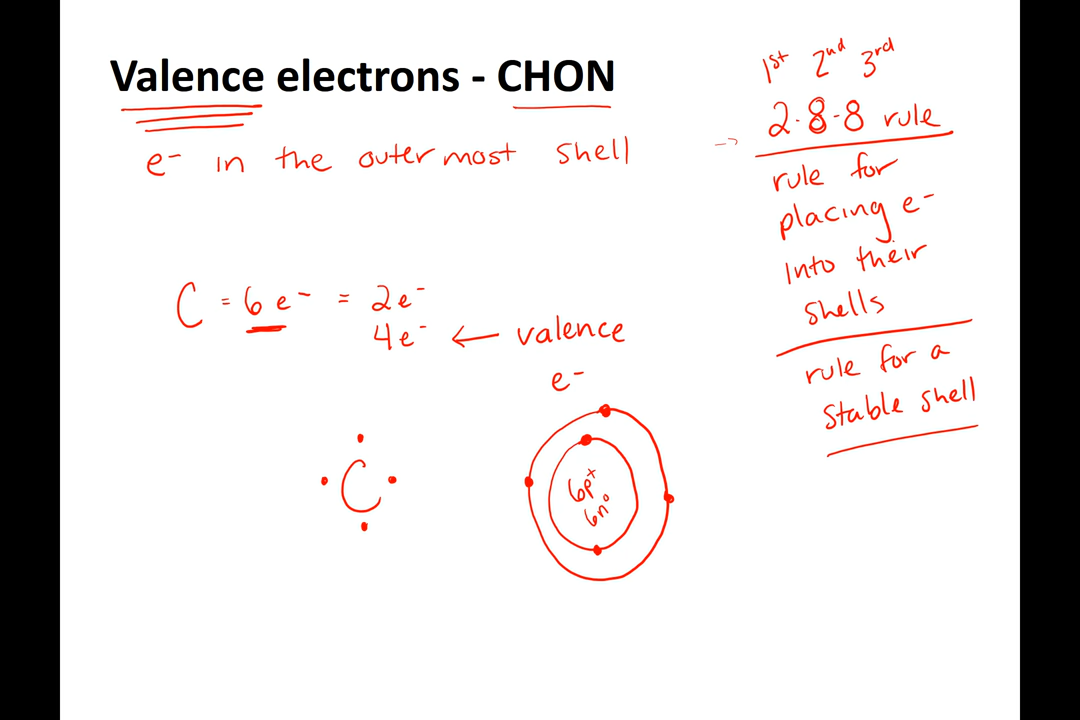 Valence electrons - CHON
e- in the outermost shell
1st 2nd 3rd
2·8·8 rule
rule for
placing e-
into their
shells
rule for a
stable shell
C = 6 e- = 2e-
4e- ← valence
e-
C
6p+
6n°